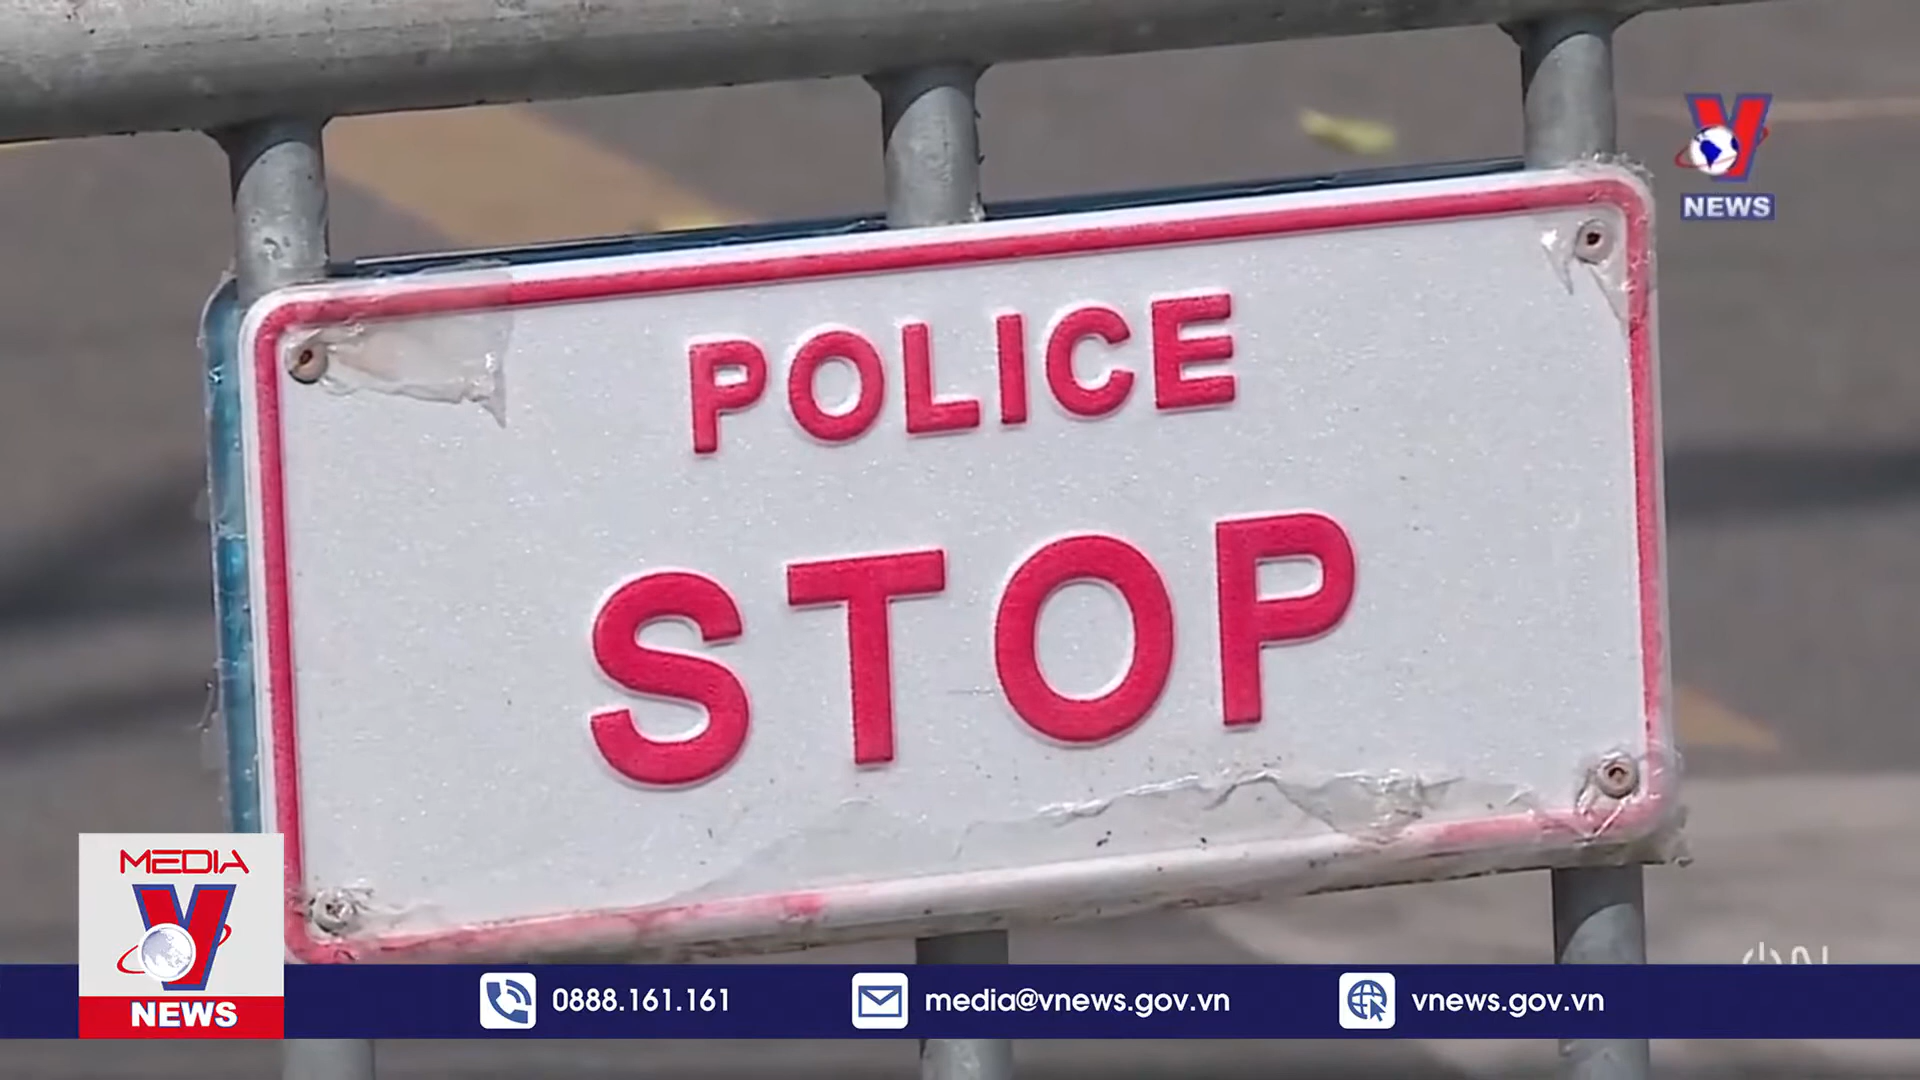 NEWS
POLICE
STOP
MEDIA
NEWS
0888.161.161
media@vnews.gov.vn
vnews.gov.vn